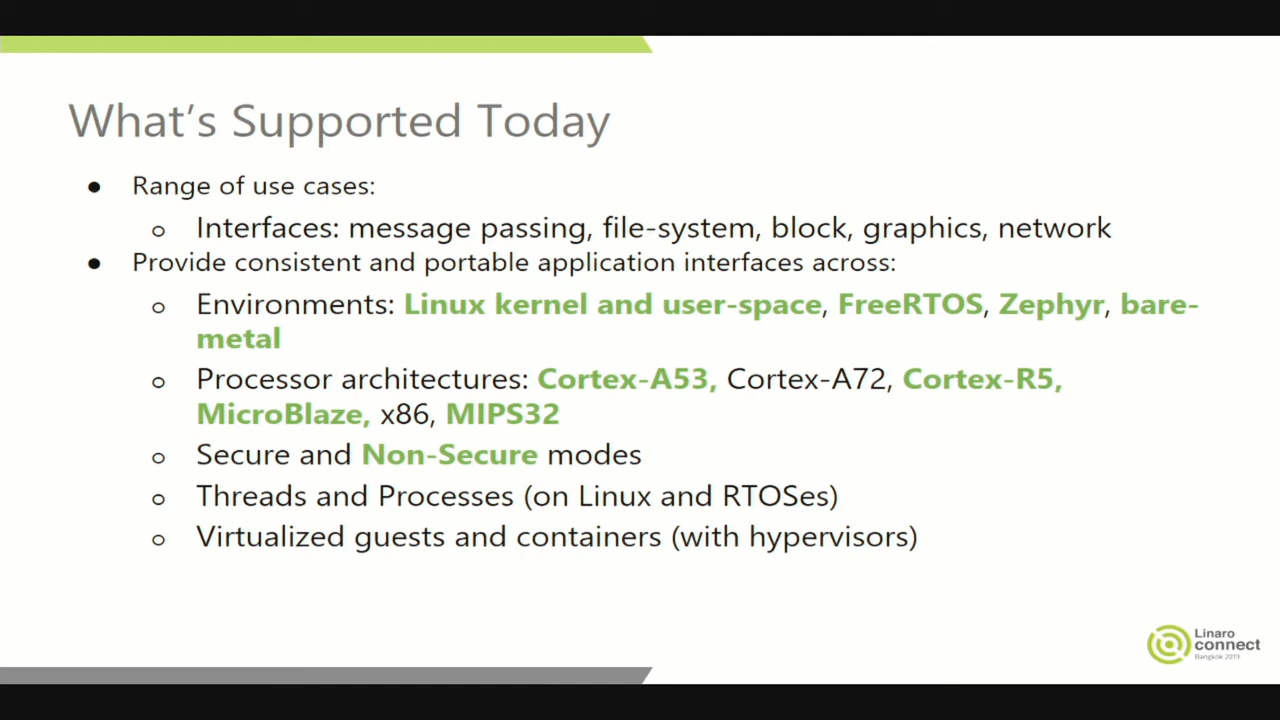 What's Supported Today
● Range of use cases:
o Interfaces: message passing, file-system, block, graphics, network
● Provide consistent and portable application interfaces across:
o Environments: Linux kernel and user-space, FreeRTOS, Zephyr, bare-
metal
o Processor architectures: Cortex-A53, Cortex-A72, Cortex-R5,
MicroBlaze, x86, MIPS32
o Secure and Non-Secure modes
o Threads and Processes (on Linux and RTOSes)
o Virtualized guests and containers (with hypervisors)
Linaro
connect
Bangkok 2019